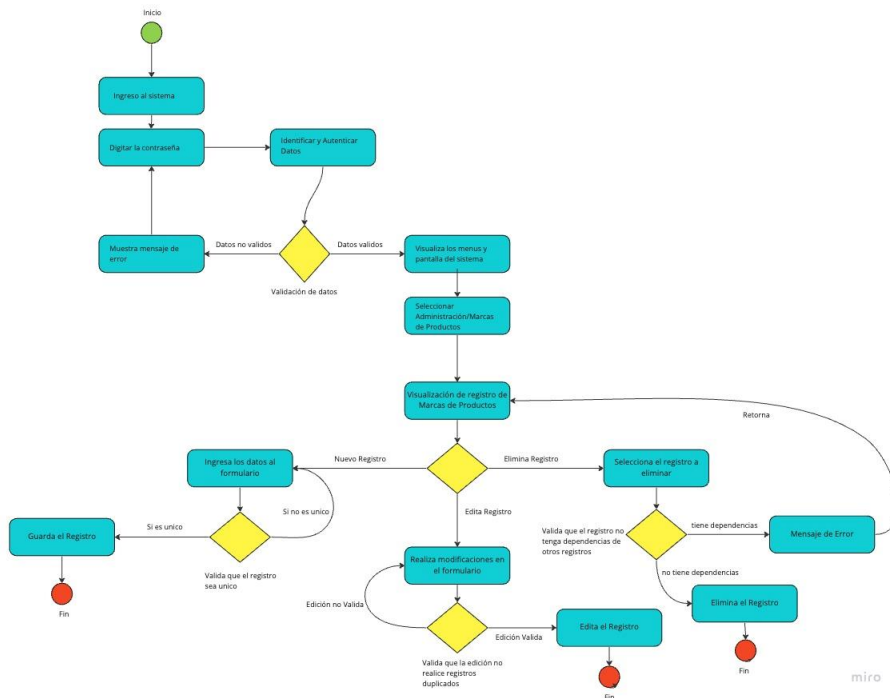 Inicio
Ingreso al sistema
Digitar la contraseña
Identificar y Autenticar
Datos
Muestra mensaje de
error
Datos no validos
Datos validos
Validación de datos
Visualiza los menus y
pantalla del sistema
Seleccionar
Administración/Marcas
de Productos
Visualización de registro de
Marcas de Productos
Retorna
Nuevo Registro
Elimina Registro
Edita Registro
Ingresa los datos al
formulario
Si no es unico
Si es unico
Guarda el Registro
Valida que el registro
sea unico
Fin
Selecciona el registro a
eliminar
Valida que el registro no
tenga dependencias de
otros registros
tiene dependencias
Mensaje de Error
no tiene dependencias
Elimina el Registro
Fin
Realiza modificaciones en
el formulario
Edición no Valida
Edición Valida
Edita el Registro
Valida que la edición no
realice registros
duplicados
Fin
miro